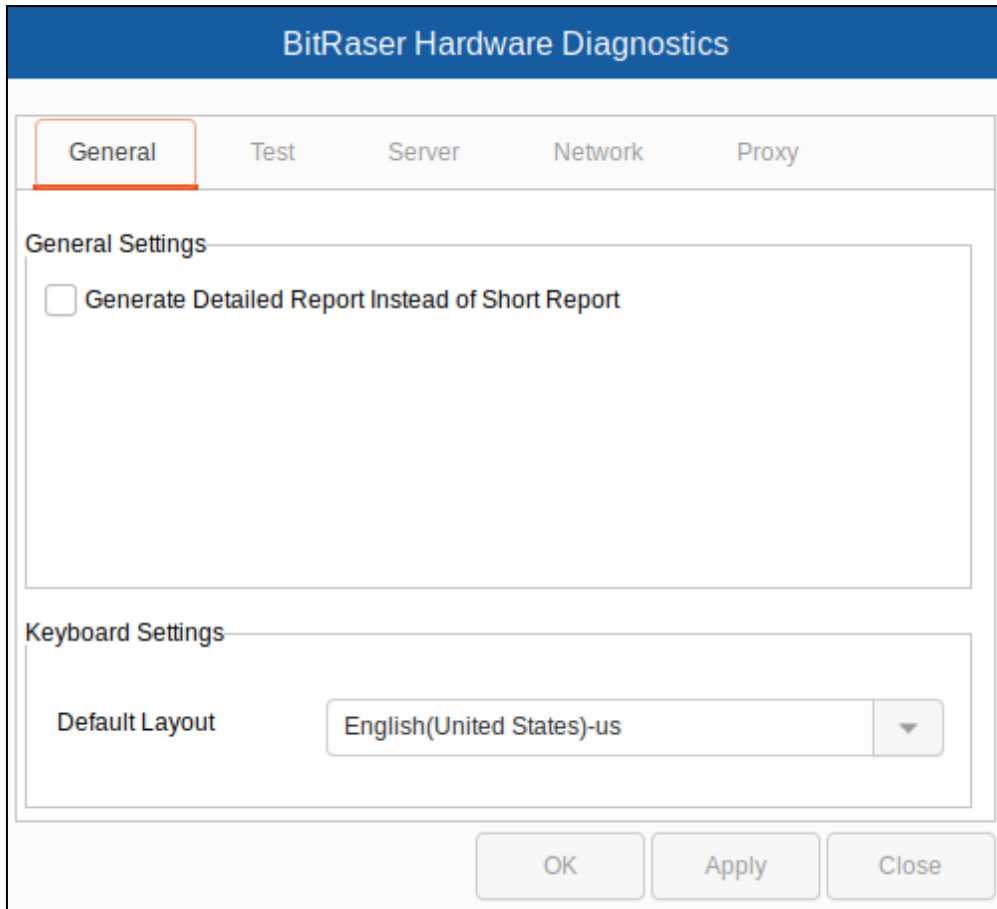 BitRaser Hardware Diagnostics
General Test Server Network Proxy
General Settings
Generate Detailed Report Instead of Short Report
Keyboard Settings
Default Layout English(United States)-us
OK Apply Close